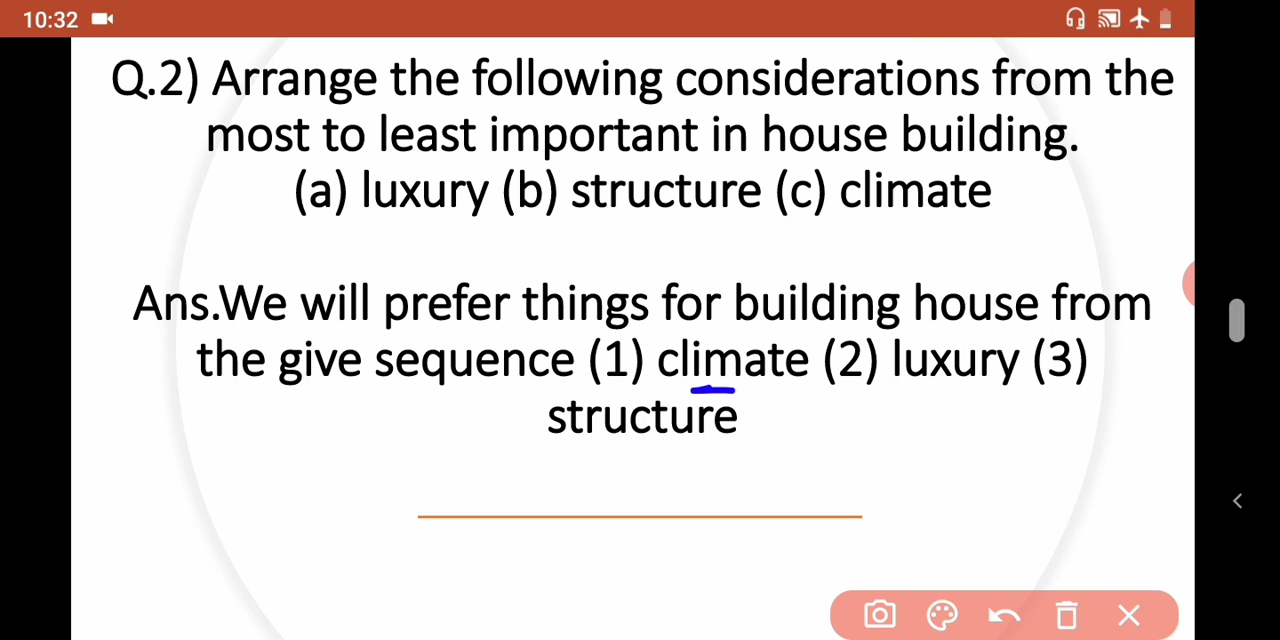 10:32
Q.2) Arrange the following considerations from the
most to least important in house building.
(a) luxury (b) structure (c) climate
Ans.We will prefer things for building house from
the give sequence (1) climate (2) luxury (3)
structure